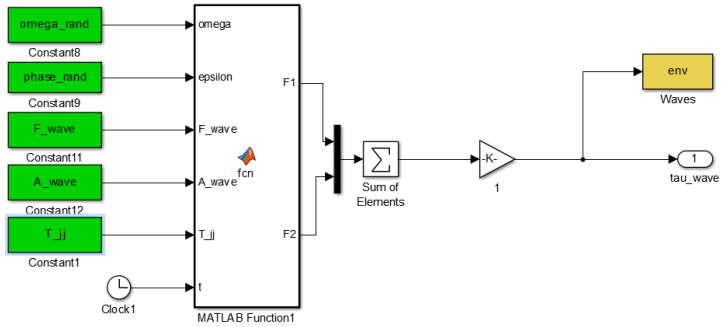 omega_rand
Constant8
phase_rand
Constant9
F_wave
Constant11
A_wave
Constant12
T_jj
Constant1
Clock1
omega
epsilon
F_wave
A_wave
T_jj
t
fcn
F1
F2
MATLAB Function1
Σ
Sum of
Elements
-K-
1
env
Waves
1
tau_wave